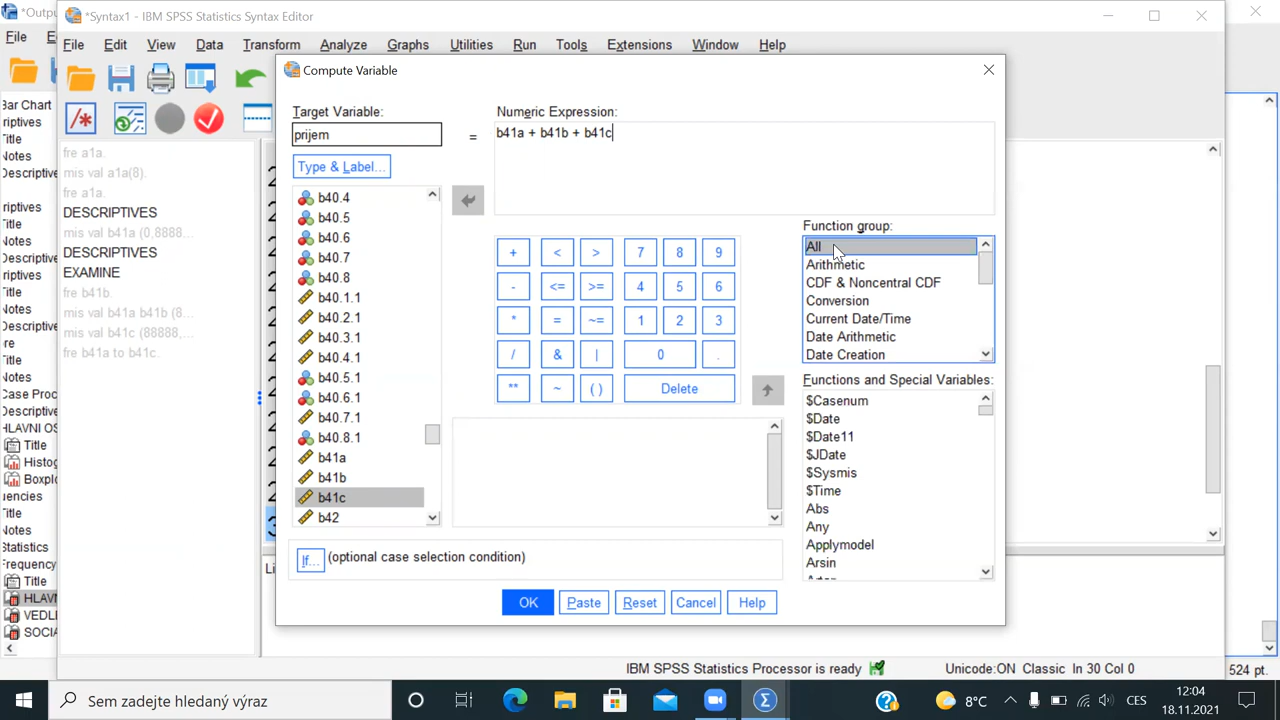 *Outpu
*Syntax1 - IBM SPSS Statistics Syntax Editor
File
E
File Edit View Data Transform Analyze Graphs Utilities Run Tools Extensions Window Help
Compute Variable
Target Variable:
prijem
=
Numeric Expression:
b41a + b41b + b41c
Type & Label...
b40.4
b40.5
b40.6
b40.7
b40.8
b40.1.1
b40.2.1
b40.3.1
b40.4.1
b40.5.1
b40.6.1
b40.7.1
b40.8.1
b41a
b41b
b41c
b42
+ < > 7 8 9
- <= >= 4 5 6
* = ~= 1 2 3
/ & | 0 .
** ~ ( ) Delete
Function group:
All
Arithmetic
CDF & Noncentral CDF
Conversion
Current Date/Time
Date Arithmetic
Date Creation
Functions and Special Variables:
$Casenum
$Date
$Date11
$JDate
$Sysmis
$Time
Abs
Any
Applymodel
Arsin
If... (optional case selection condition)
OK Paste Reset Cancel Help
Bar Chart
riptives
Title
Notes
Descriptive
riptives
Title
Notes
Descriptive
riptives
Title
Notes
Descriptive
re
Title
Notes
Case Proc
Descriptive
HLAVNI OS
Title
Histog
Boxplo
uencies
Title
Notes
Statistics
Frequency
Title
HLAVN
VEDLI
SOCIA
fre a1a.
mis val a1a(8).
fre a1a.
DESCRIPTIVES
mis val b41a (0,8888...
DESCRIPTIVES
EXAMINE
fre b41b.
mis val b41a b41b (8...
mis val b41c (88888,...
fre b41a to b41c.
IBM SPSS Statistics Processor is ready
Unicode:ON Classic In 30 Col 0
524 pt.
Sem zadejte hledaný výraz
8°C
CES
12:04
18.11.2021